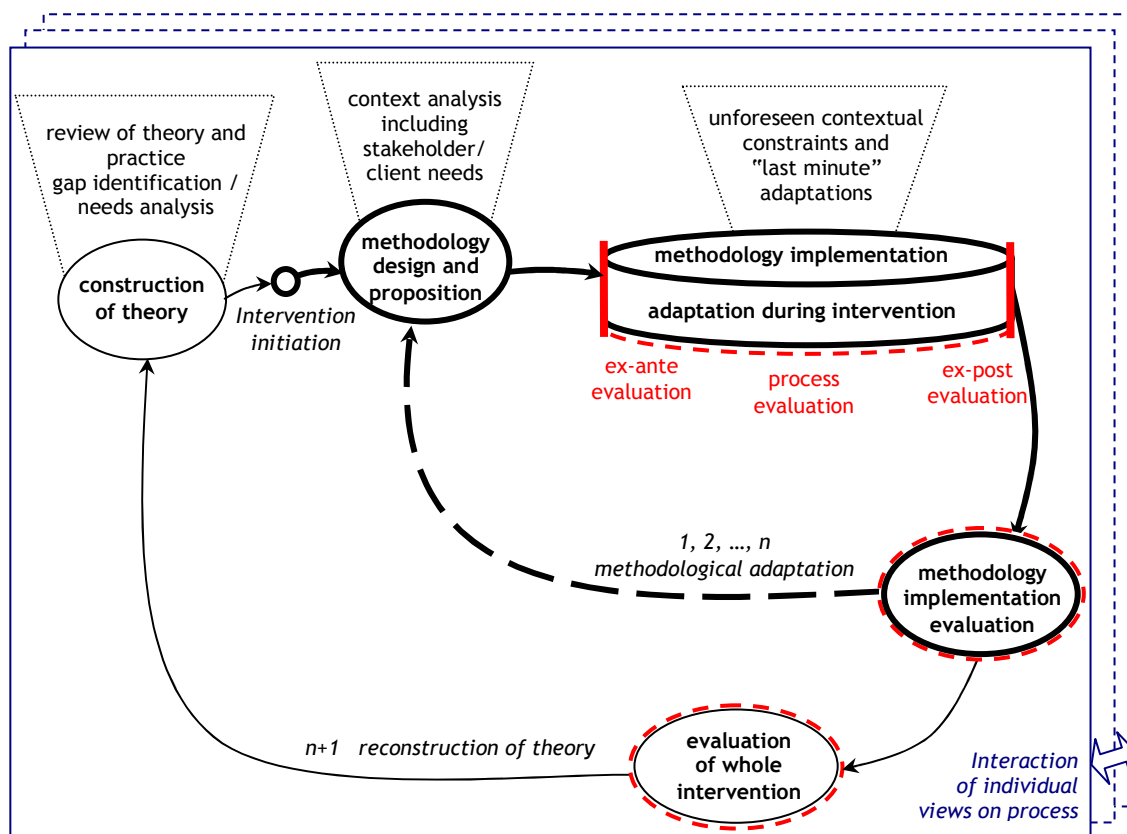 review of theory and
practice
gap identification /
needs analysis
context analysis
including
stakeholder/
client needs
unforeseen contextual
constraints and
“last minute”
adaptations
construction
of theory
Intervention
initiation
methodology
design and
proposition
methodology implementation
adaptation during intervention
ex-ante
evaluation
process
evaluation
ex-post
evaluation
1, 2, …, n
methodological adaptation
methodology
implementation
evaluation
n+1 reconstruction of theory
evaluation
of whole
intervention
Interaction
of individual
views on process